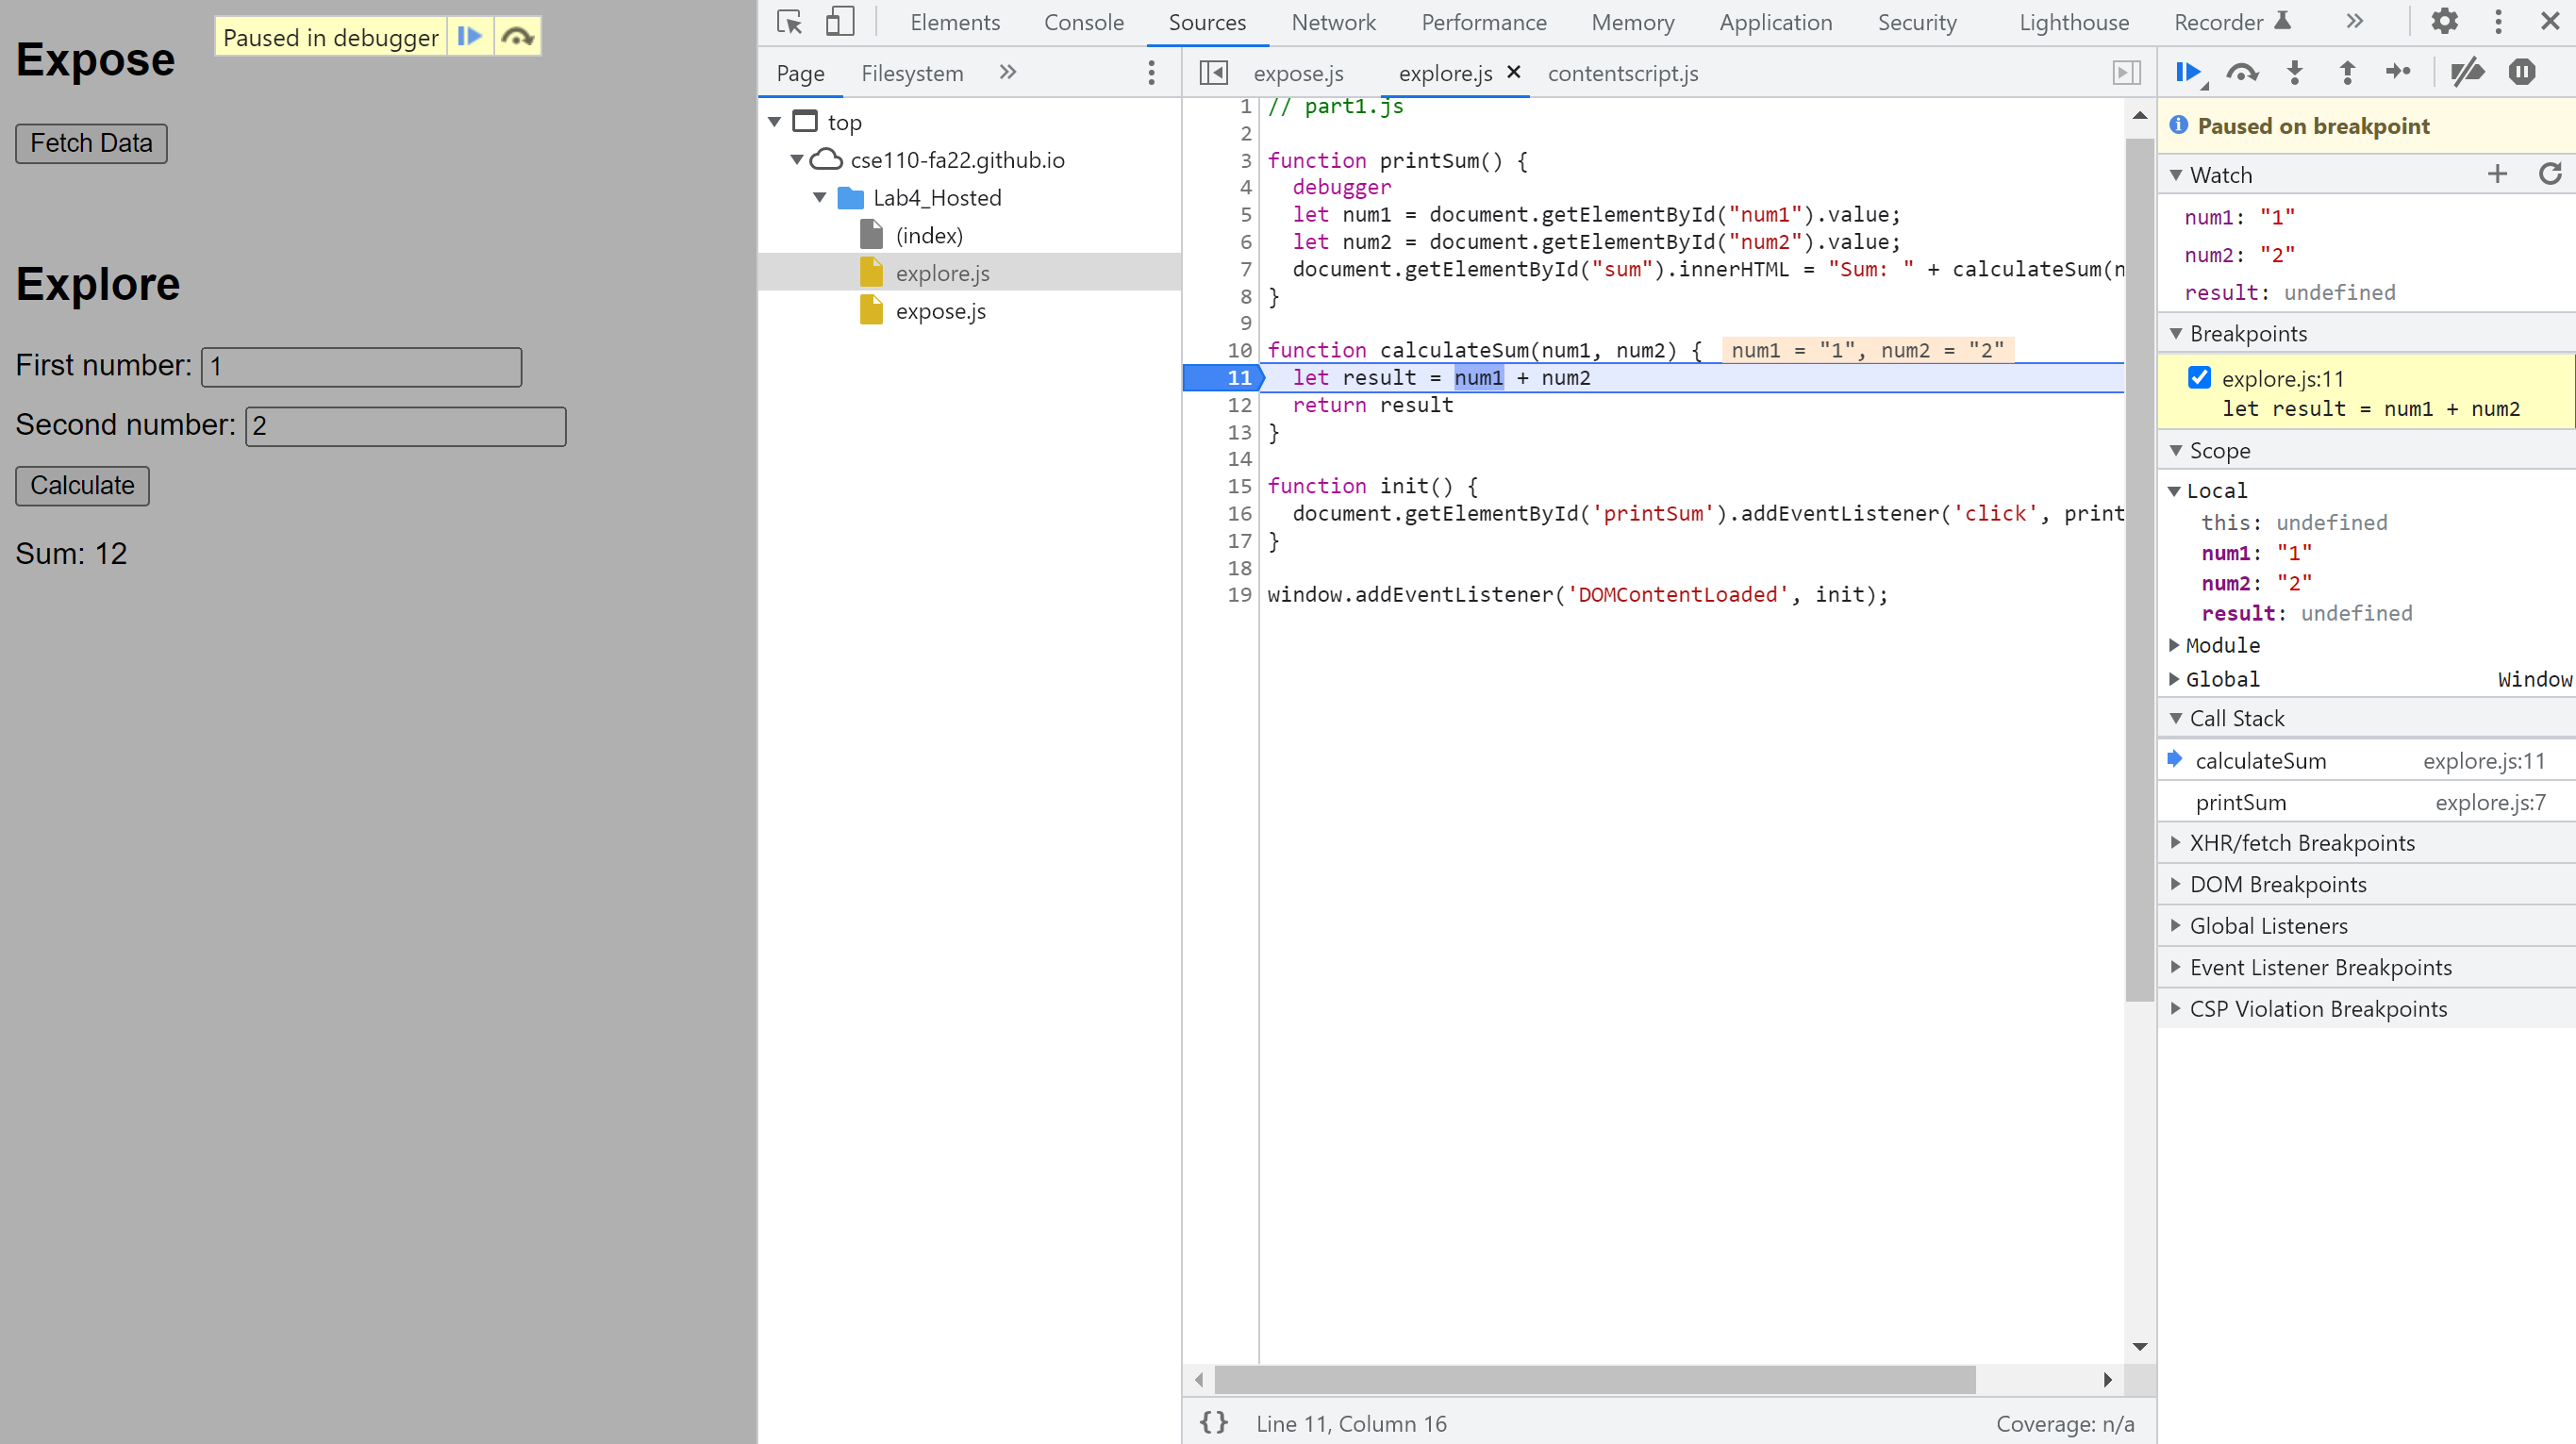 Expose
Paused in debugger
Fetch Data
Explore
First number: 1
Second number: 2
Calculate
Sum: 12
Elements Console Sources Network Performance Memory Application Security Lighthouse Recorder
Page Filesystem
top
cse110-fa22.github.io
Lab4_Hosted
(index)
explore.js
expose.js
expose.js explore.js × contentscript.js
1 // part1.js
2
3 function printSum() {
4 debugger
5 let num1 = document.getElementById("num1").value;
6 let num2 = document.getElementById("num2").value;
7 document.getElementById("sum").innerHTML = "Sum: " + calculateSum(n
8 }
9
10 function calculateSum(num1, num2) { num1 = "1", num2 = "2"
11 let result = num1 + num2
12 return result
13 }
14
15 function init() {
16 document.getElementById('printSum').addEventListener('click', print
17 }
18
19 window.addEventListener('DOMContentLoaded', init);
{} Line 11, Column 16 Coverage: n/a
Paused on breakpoint
Watch
num1: "1"
num2: "2"
result: undefined
Breakpoints
explore.js:11
let result = num1 + num2
Scope
Local
this: undefined
num1: "1"
num2: "2"
result: undefined
Module
Global Window
Call Stack
calculateSum explore.js:11
printSum explore.js:7
XHR/fetch Breakpoints
DOM Breakpoints
Global Listeners
Event Listener Breakpoints
CSP Violation Breakpoints